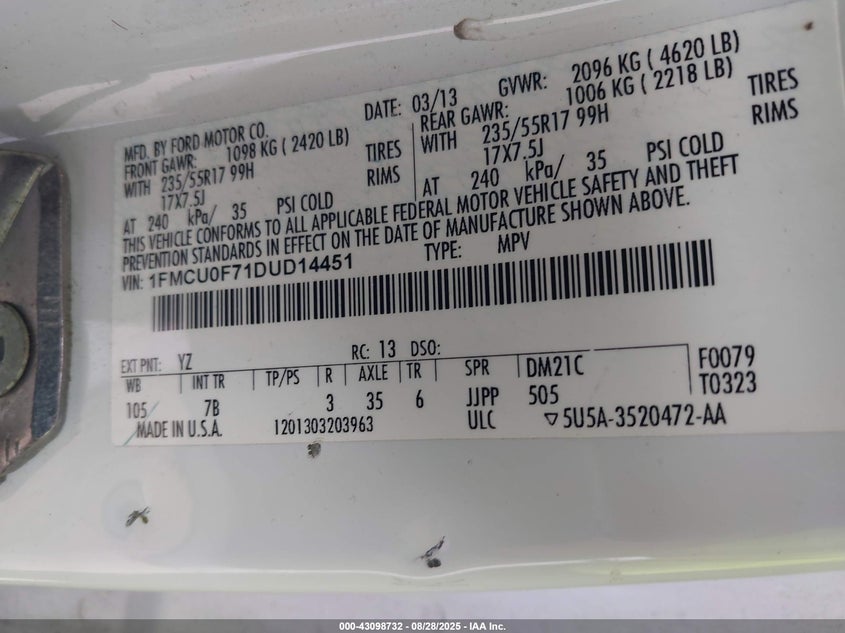 MFD. BY FORD MOTOR CO.
DATE: 03/13 GVWR: 2096 KG ( 4620 LB)
FRONT GAWR: 1098 KG ( 2420 LB)
REAR GAWR: 1006 KG ( 2218 LB)
WITH 235/55R17 99H TIRES
WITH 235/55R17 99H TIRES
17X7.5J RIMS
17X7.5J RIMS
AT 240 kPa/ 35 PSI COLD
AT 240 kPa/ 35 PSI COLD
THIS VEHICLE CONFORMS TO ALL APPLICABLE FEDERAL MOTOR VEHICLE SAFETY AND THEFT
PREVENTION STANDARDS IN EFFECT ON THE DATE OF MANUFACTURE SHOWN ABOVE.
VIN: 1FMCU0F71DUD14451 TYPE: MPV
EXT PNT: YZ RC: 13 DSO:
WB INT TR TP/PS R AXLE TR SPR DM21C F0079
105 7B 3 35 6 JJPP 505 T0323
MADE IN U.S.A. 1201303203963 ULC ▽5U5A-3520472-AA
000-43098732 - 08/28/2025 - IAA Inc.